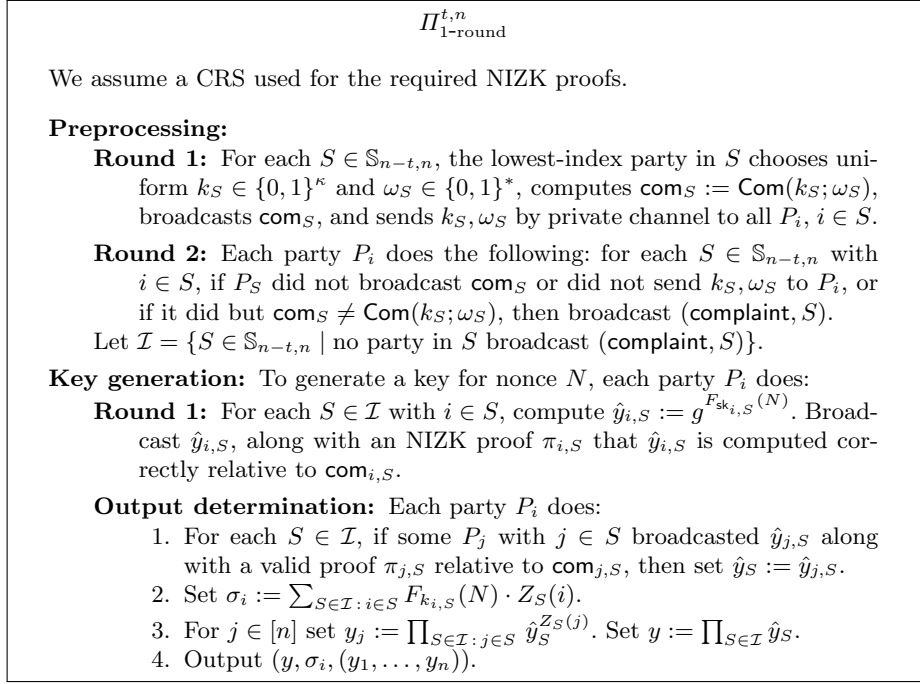 Π^{t,n}_{1-round}
We assume a CRS used for the required NIZK proofs.
Preprocessing:
Round 1: For each S ∈ 𝕊_{n−t,n}, the lowest-index party in S chooses uni-
form k_S ∈ {0, 1}^κ and ω_S ∈ {0, 1}^*, computes com_S := Com(k_S; ω_S),
broadcasts com_S, and sends k_S, ω_S by private channel to all P_i, i ∈ S.
Round 2: Each party P_i does the following: for each S ∈ 𝕊_{n−t,n} with
i ∈ S, if P_S did not broadcast com_S or did not send k_S, ω_S to P_i, or
if it did but com_S ≠ Com(k_S; ω_S), then broadcast (complaint, S).
Let ℐ = {S ∈ 𝕊_{n−t,n} | no party in S broadcast (complaint, S)}.
Key generation: To generate a key for nonce N, each party P_i does:
Round 1: For each S ∈ ℐ with i ∈ S, compute ŷ_{i,S} := g^{F_{sk_{i,S}}(N)}. Broad-
cast ŷ_{i,S}, along with an NIZK proof π_{i,S} that ŷ_{i,S} is computed cor-
rectly relative to com_{i,S}.
Output determination: Each party P_i does:
1. For each S ∈ ℐ, if some P_j with j ∈ S broadcasted ŷ_{j,S} along
with a valid proof π_{j,S} relative to com_{j,S}, then set ŷ_S := ŷ_{j,S}.
2. Set σ_i := ∑_{S∈ℐ : i∈S} F_{k_{i,S}}(N) · Z_S(i).
3. For j ∈ [n] set y_j := ∏_{S∈ℐ : j∈S} ŷ_S^{Z_S(j)}. Set y := ∏_{S∈ℐ} ŷ_S.
4. Output (y, σ_i, (y_1, . . . , y_n)).